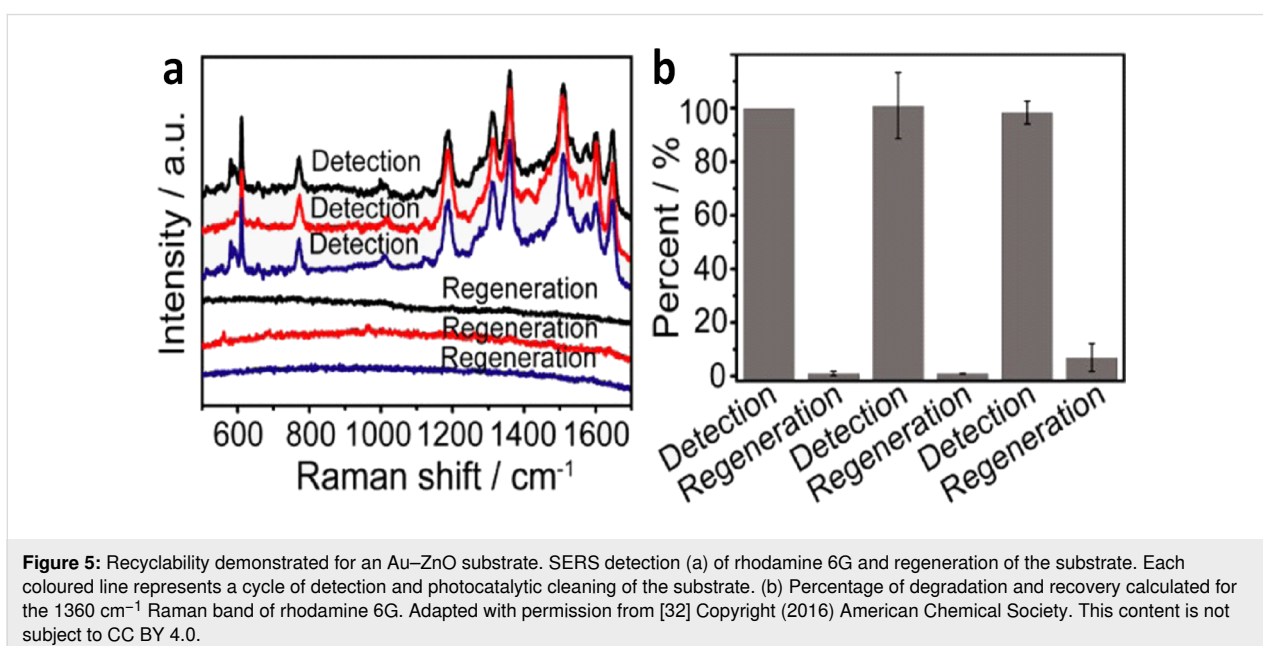 a
Intensity / a.u.
Detection
Detection
Detection
Regeneration
Regeneration
Regeneration
600 800 1000 1200 1400 1600
Raman shift / cm⁻¹
b
Percent / %
100
80
60
40
20
0
Detection
Regeneration
Detection
Regeneration
Detection
Regeneration
Figure 5: Recyclability demonstrated for an Au–ZnO substrate. SERS detection (a) of rhodamine 6G and regeneration of the substrate. Each
coloured line represents a cycle of detection and photocatalytic cleaning of the substrate. (b) Percentage of degradation and recovery calculated for
the 1360 cm⁻¹ Raman band of rhodamine 6G. Adapted with permission from [32] Copyright (2016) American Chemical Society. This content is not
subject to CC BY 4.0.